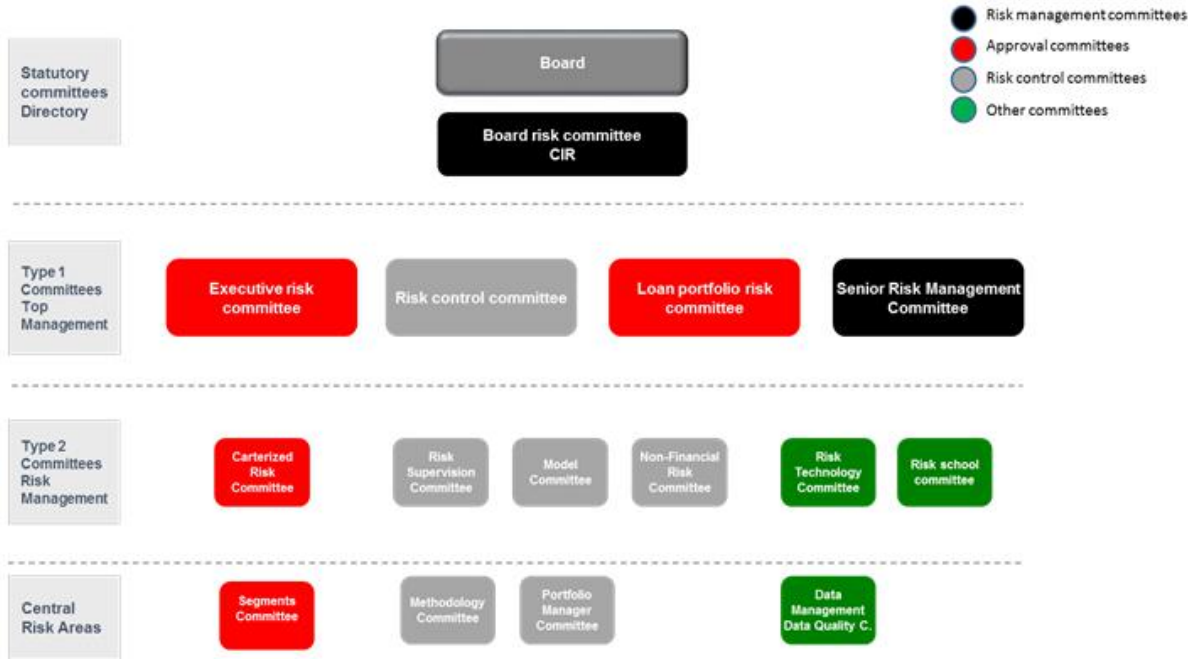 Risk management committees
Approval committees
Risk control committees
Other committees
Statutory
committees
Directory
Board
Board risk committee
CIR
Type 1
Committees
Top
Management
Executive risk
committee
Risk control committee
Loan portfolio risk
committee
Senior Risk Management
Committee
Type 2
Committees
Risk
Management
Carterized
Risk
Committee
Risk
Supervision
Committee
Model
Committee
Non-Financial
Risk
Committee
Risk
Technology
Committee
Risk school
committee
Central
Risk Areas
Segments
Committee
Methodology
Committee
Portfolio
Manager
Committee
Data
Management
Data Quality C.